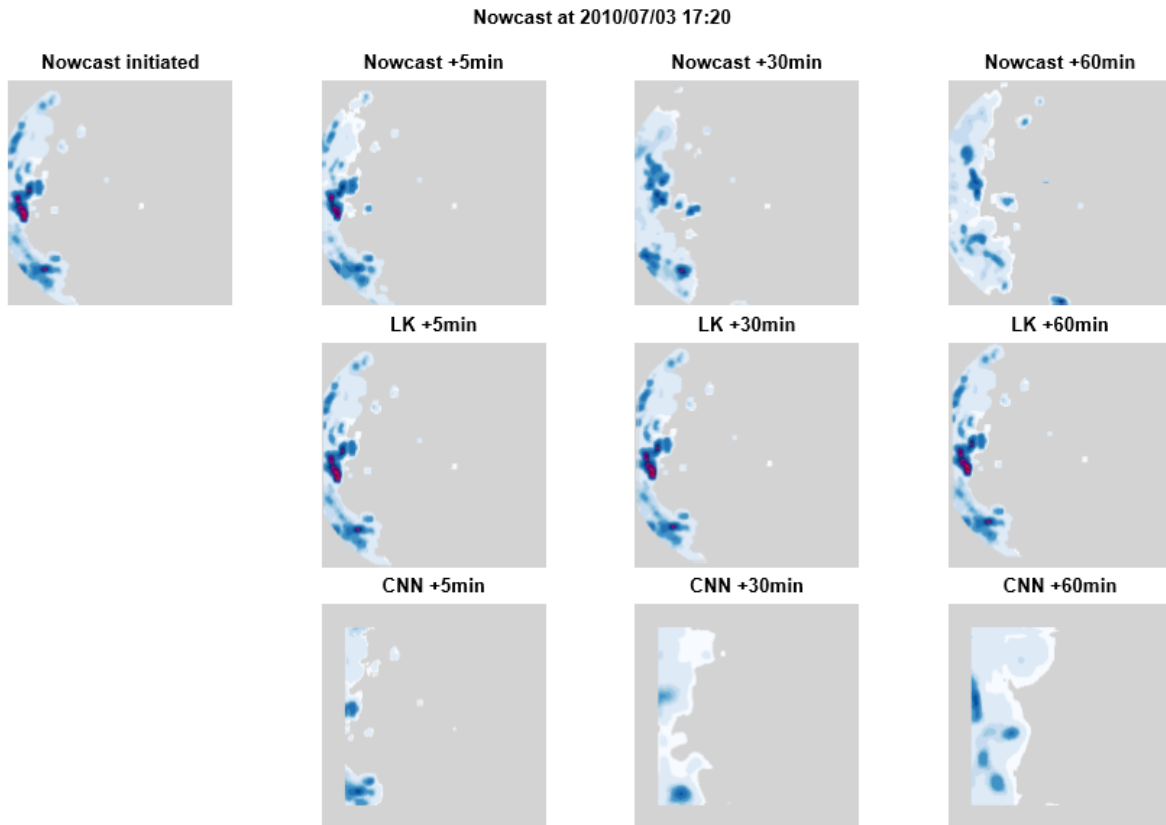 Nowcast at 2010/07/03 17:20
Nowcast initiated
Nowcast +5min
Nowcast +30min
Nowcast +60min
LK +5min
LK +30min
LK +60min
CNN +5min
CNN +30min
CNN +60min